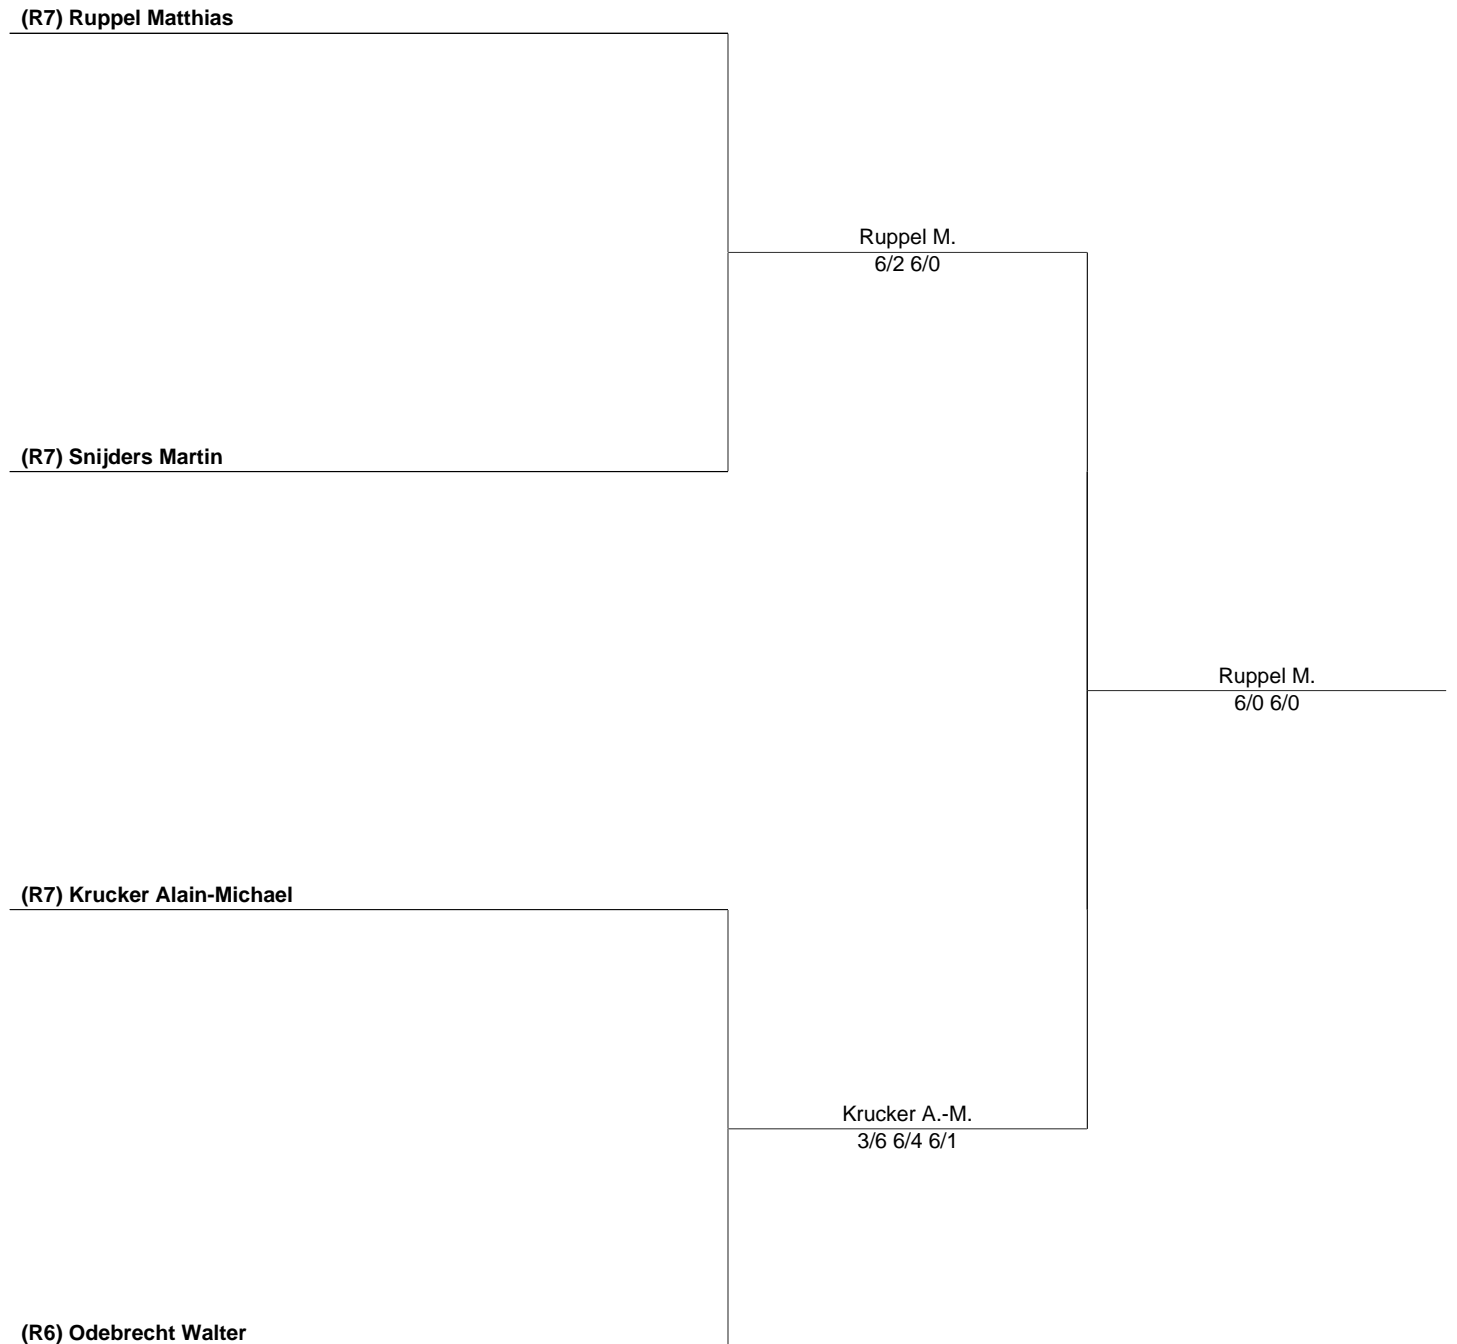 (R7) Ruppel Matthias
Ruppel M.
6/2 6/0
(R7) Snijders Martin
Ruppel M.
6/0 6/0
(R7) Krucker Alain-Michael
Krucker A.-M.
3/6 6/4 6/1
(R6) Odebrecht Walter